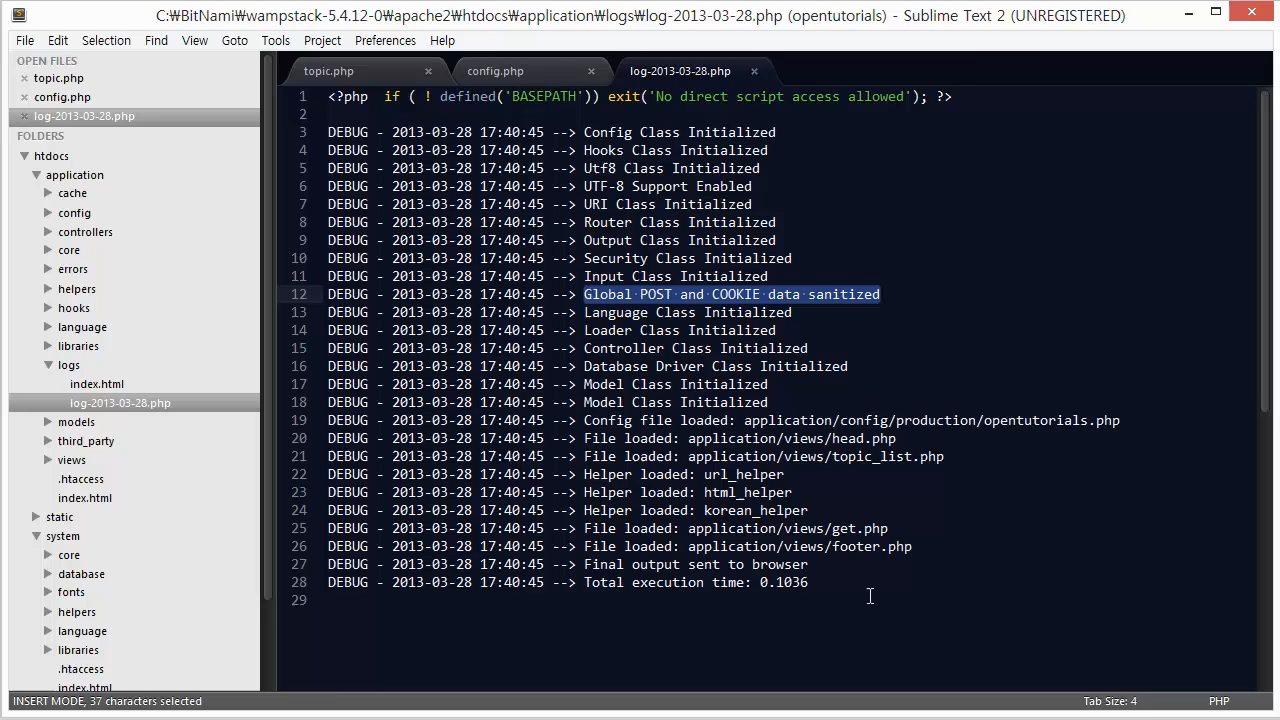 C:₩BitNami₩wampstack-5.4.12-0₩apache2₩htdocs₩application₩logs₩log-2013-03-28.php (opentutorials) - Sublime Text 2 (UNREGISTERED)
File Edit Selection Find View Goto Tools Project Preferences Help
OPEN FILES
topic.php
config.php
log-2013-03-28.php
FOLDERS
htdocs
application
cache
config
controllers
core
errors
helpers
hooks
language
libraries
logs
index.html
log-2013-03-28.php
models
third_party
views
.htaccess
index.html
static
system
core
database
fonts
helpers
language
libraries
.htaccess
index.html
topic.php config.php log-2013-03-28.php
1 <?php if ( ! defined('BASEPATH')) exit('No direct script access allowed'); ?>
2
3 DEBUG - 2013-03-28 17:40:45 --> Config Class Initialized
4 DEBUG - 2013-03-28 17:40:45 --> Hooks Class Initialized
5 DEBUG - 2013-03-28 17:40:45 --> Utf8 Class Initialized
6 DEBUG - 2013-03-28 17:40:45 --> UTF-8 Support Enabled
7 DEBUG - 2013-03-28 17:40:45 --> URI Class Initialized
8 DEBUG - 2013-03-28 17:40:45 --> Router Class Initialized
9 DEBUG - 2013-03-28 17:40:45 --> Output Class Initialized
10 DEBUG - 2013-03-28 17:40:45 --> Security Class Initialized
11 DEBUG - 2013-03-28 17:40:45 --> Input Class Initialized
12 DEBUG - 2013-03-28 17:40:45 --> Global POST and COOKIE data sanitized
13 DEBUG - 2013-03-28 17:40:45 --> Language Class Initialized
14 DEBUG - 2013-03-28 17:40:45 --> Loader Class Initialized
15 DEBUG - 2013-03-28 17:40:45 --> Controller Class Initialized
16 DEBUG - 2013-03-28 17:40:45 --> Database Driver Class Initialized
17 DEBUG - 2013-03-28 17:40:45 --> Model Class Initialized
18 DEBUG - 2013-03-28 17:40:45 --> Model Class Initialized
19 DEBUG - 2013-03-28 17:40:45 --> Config file loaded: application/config/production/opentutorials.php
20 DEBUG - 2013-03-28 17:40:45 --> File loaded: application/views/head.php
21 DEBUG - 2013-03-28 17:40:45 --> File loaded: application/views/topic_list.php
22 DEBUG - 2013-03-28 17:40:45 --> Helper loaded: url_helper
23 DEBUG - 2013-03-28 17:40:45 --> Helper loaded: html_helper
24 DEBUG - 2013-03-28 17:40:45 --> Helper loaded: korean_helper
25 DEBUG - 2013-03-28 17:40:45 --> File loaded: application/views/get.php
26 DEBUG - 2013-03-28 17:40:45 --> File loaded: application/views/footer.php
27 DEBUG - 2013-03-28 17:40:45 --> Final output sent to browser
28 DEBUG - 2013-03-28 17:40:45 --> Total execution time: 0.1036
29
INSERT MODE, 37 characters selected
Tab Size: 4
PHP